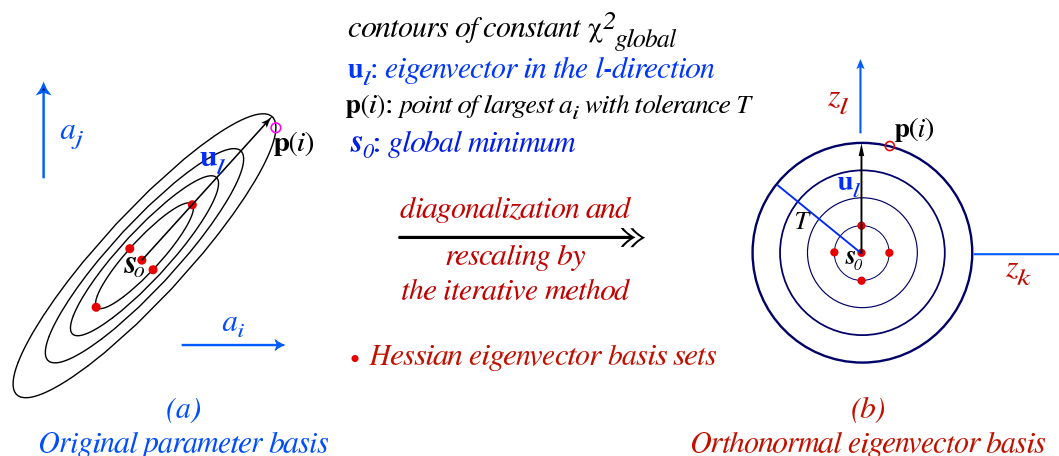 contours of constant χ²global
uₗ: eigenvector in the l-direction
p(i): point of largest aᵢ with tolerance T
s₀: global minimum
aⱼ
uₗ
p(i)
s₀
aᵢ
diagonalization and
rescaling by
the iterative method
• Hessian eigenvector basis sets
zₗ
p(i)
uₗ
T
s₀
zₖ
(a)
Original parameter basis
(b)
Orthonormal eigenvector basis